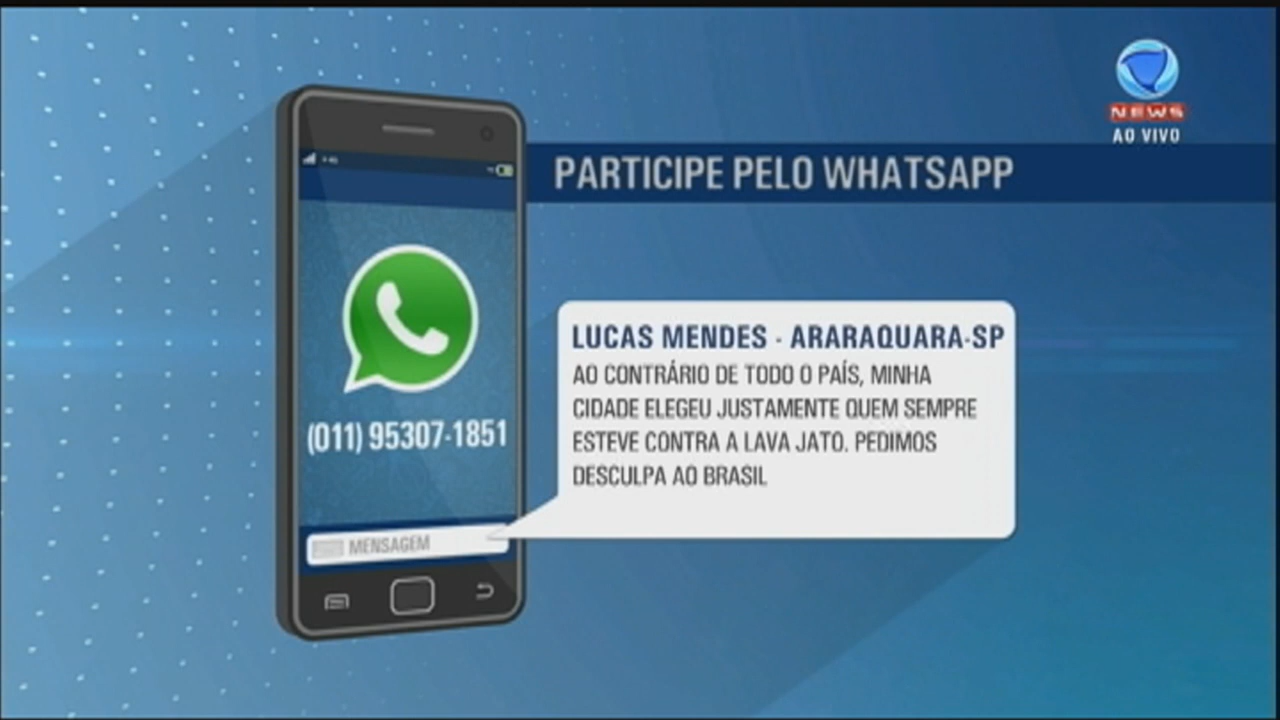 NEWS
AO VIVO
PARTICIPE PELO WHATSAPP
(011) 95307-1851
MENSAGEM
LUCAS MENDES - ARARAQUARA-SP
AO CONTRÁRIO DE TODO O PAÍS, MINHA
CIDADE ELEGEU JUSTAMENTE QUEM SEMPRE
ESTEVE CONTRA A LAVA JATO. PEDIMOS
DESCULPA AO BRASIL